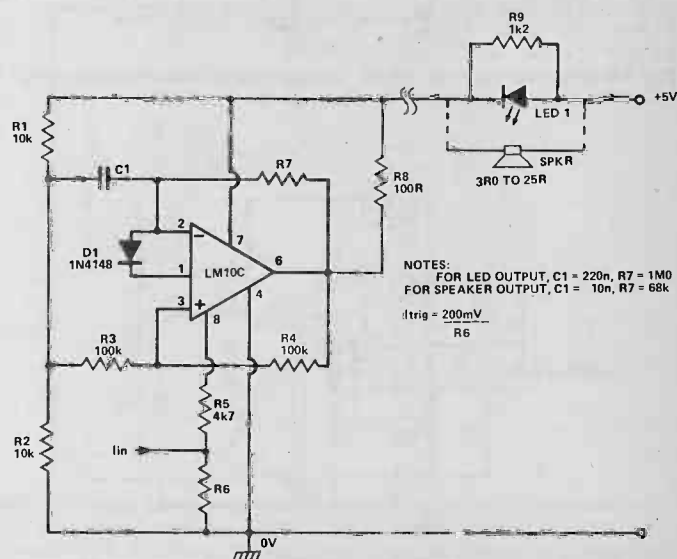 R9
1k2
+5V
LED 1
SPKR
3R0 TO 25R
R1
10k
C1
R7
R8
100R
2
−
7
D1
1N4148
1
LM10C
6
3
+
4
8
R3
100k
R4
100k
R5
4k7
R2
10k
Iin
R6
0V
NOTES:
FOR LED OUTPUT, C1 = 220n, R7 = 1M0
FOR SPEAKER OUTPUT, C1 = 10n, R7 = 68k
Itrig = 200mV
R6